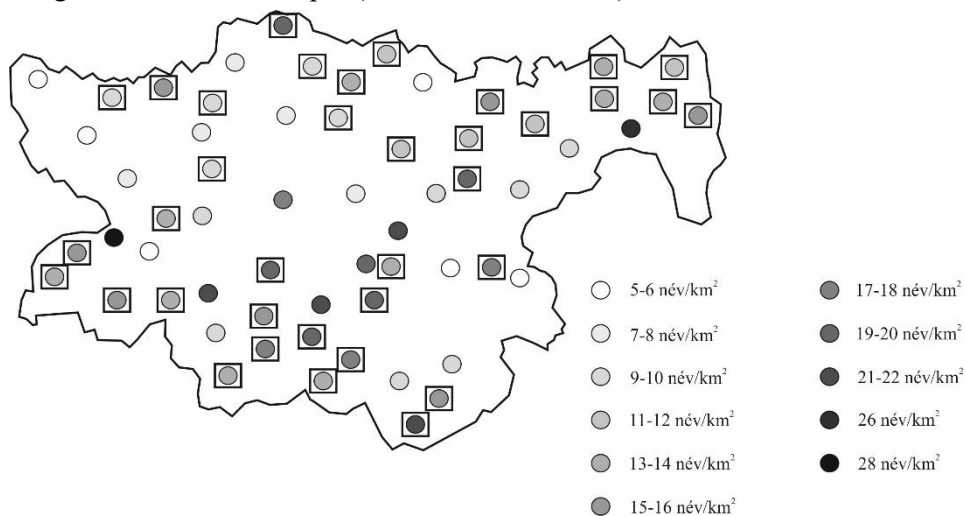 5-6 név/km²
7-8 név/km²
9-10 név/km²
11-12 név/km²
13-14 név/km²
15-16 név/km²
17-18 név/km²
19-20 név/km²
21-22 név/km²
26 név/km²
28 név/km²